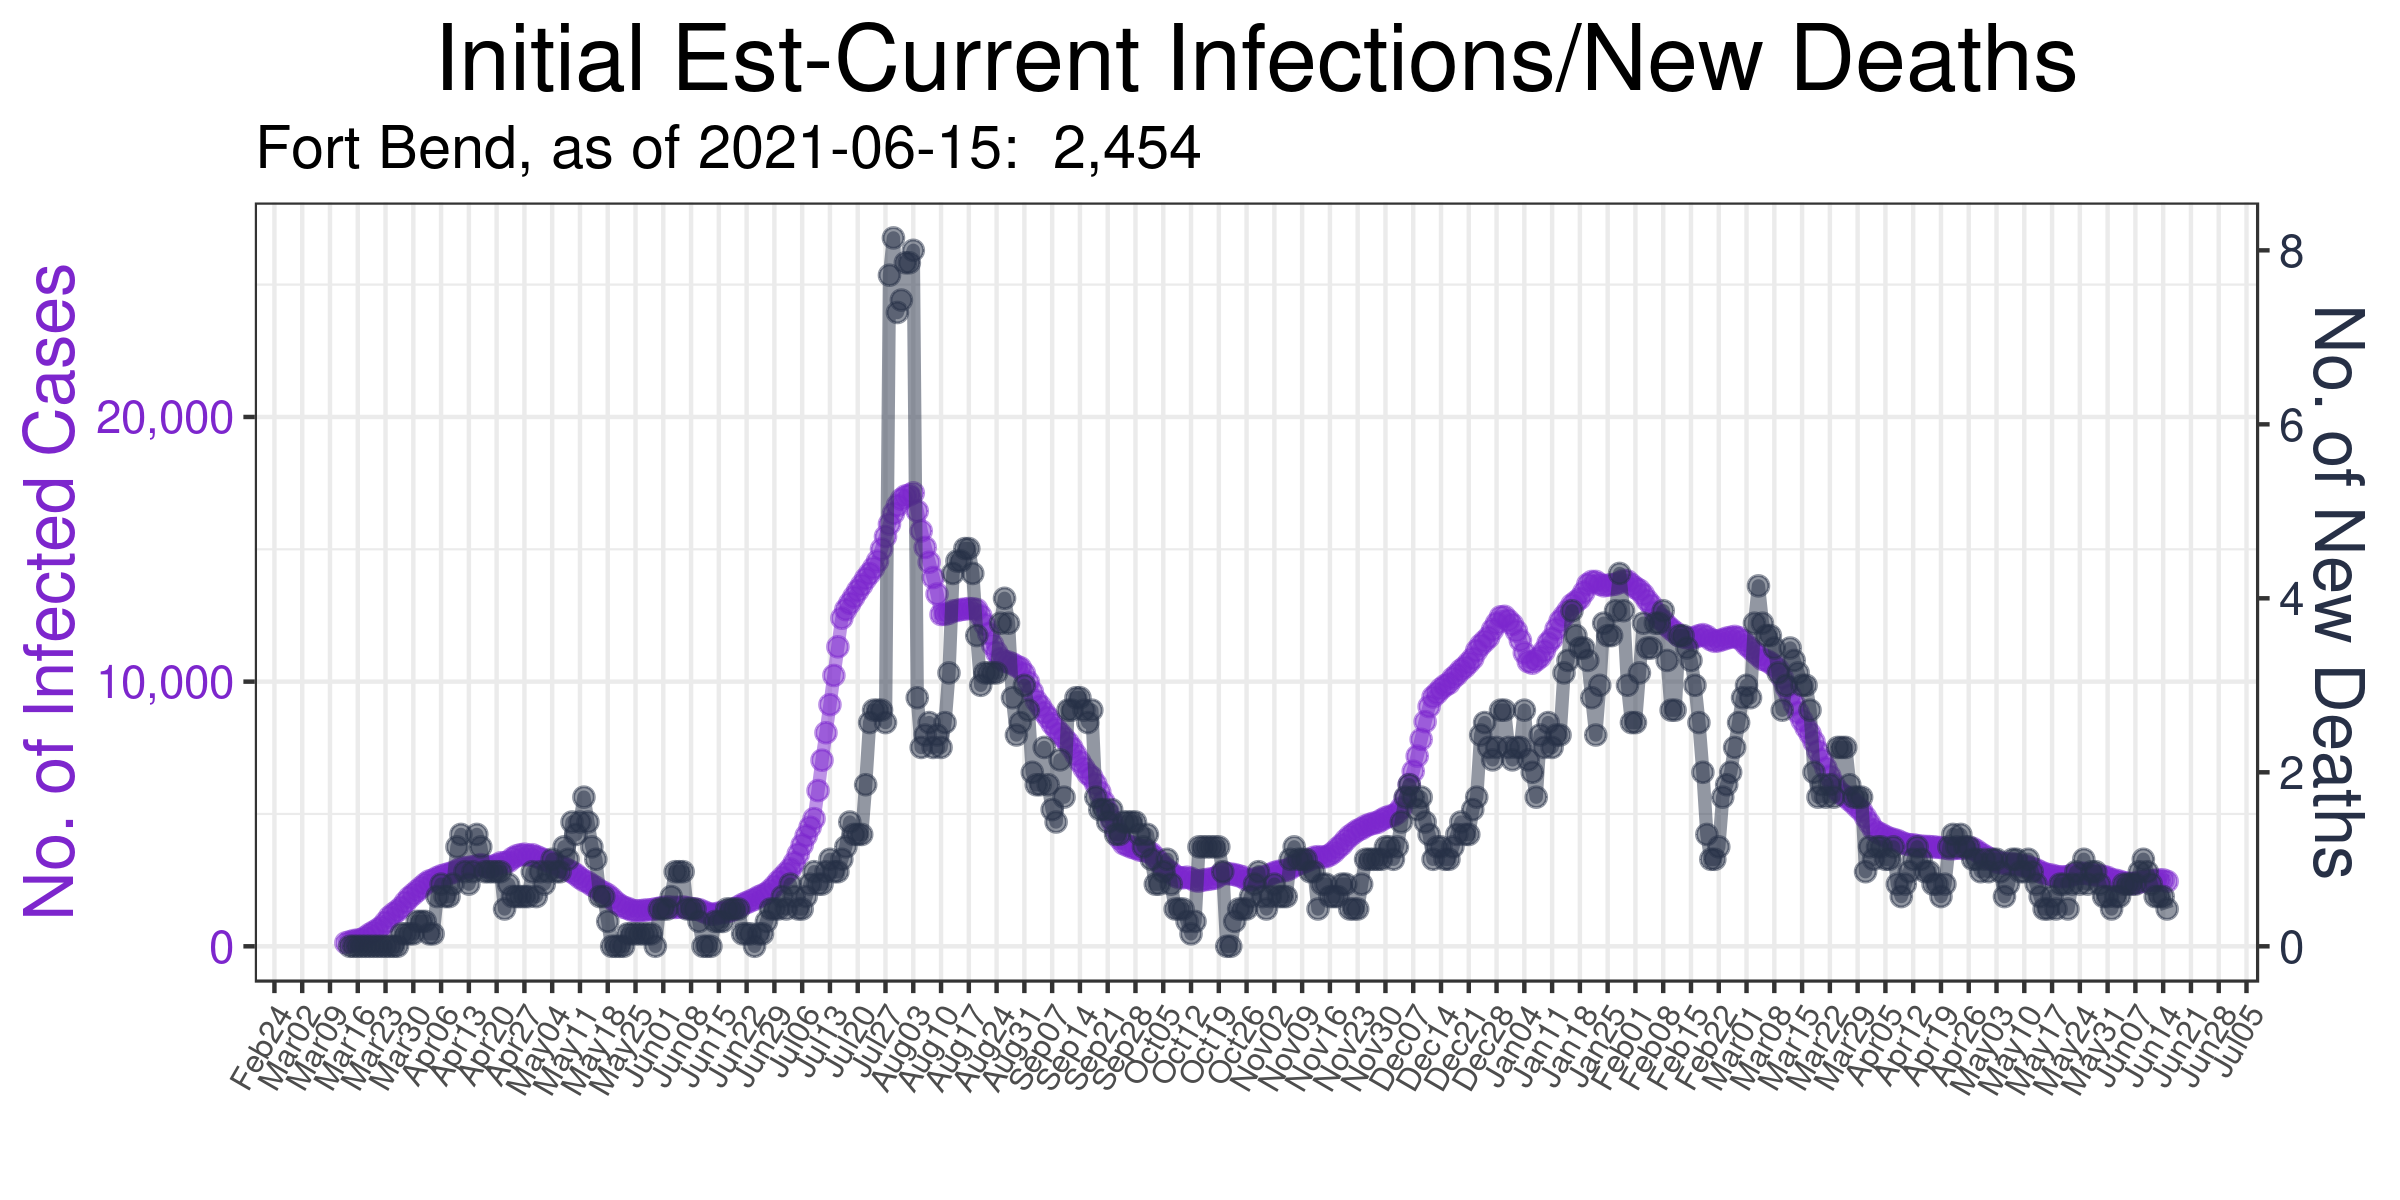 Initial Est-Current Infections/New Deaths
Fort Bend, as of 2021-06-15:  2,454
No. of Infected Cases
20,000
10,000
0
8
6
4
2
0
No. of New Deaths
Feb24
Mar02
Mar09
Mar16
Mar23
Mar30
Apr06
Apr13
Apr20
Apr27
May04
May11
May18
May25
Jun01
Jun08
Jun15
Jun22
Jun29
Jul06
Jul13
Jul20
Jul27
Aug03
Aug10
Aug17
Aug24
Aug31
Sep07
Sep14
Sep21
Sep28
Oct05
Oct12
Oct19
Oct26
Nov02
Nov09
Nov16
Nov23
Nov30
Dec07
Dec14
Dec21
Dec28
Jan04
Jan11
Jan18
Jan25
Feb01
Feb08
Feb15
Feb22
Mar01
Mar08
Mar15
Mar22
Mar29
Apr05
Apr12
Apr19
Apr26
May03
May10
May17
May24
May31
Jun07
Jun14
Jun21
Jun28
Jul05